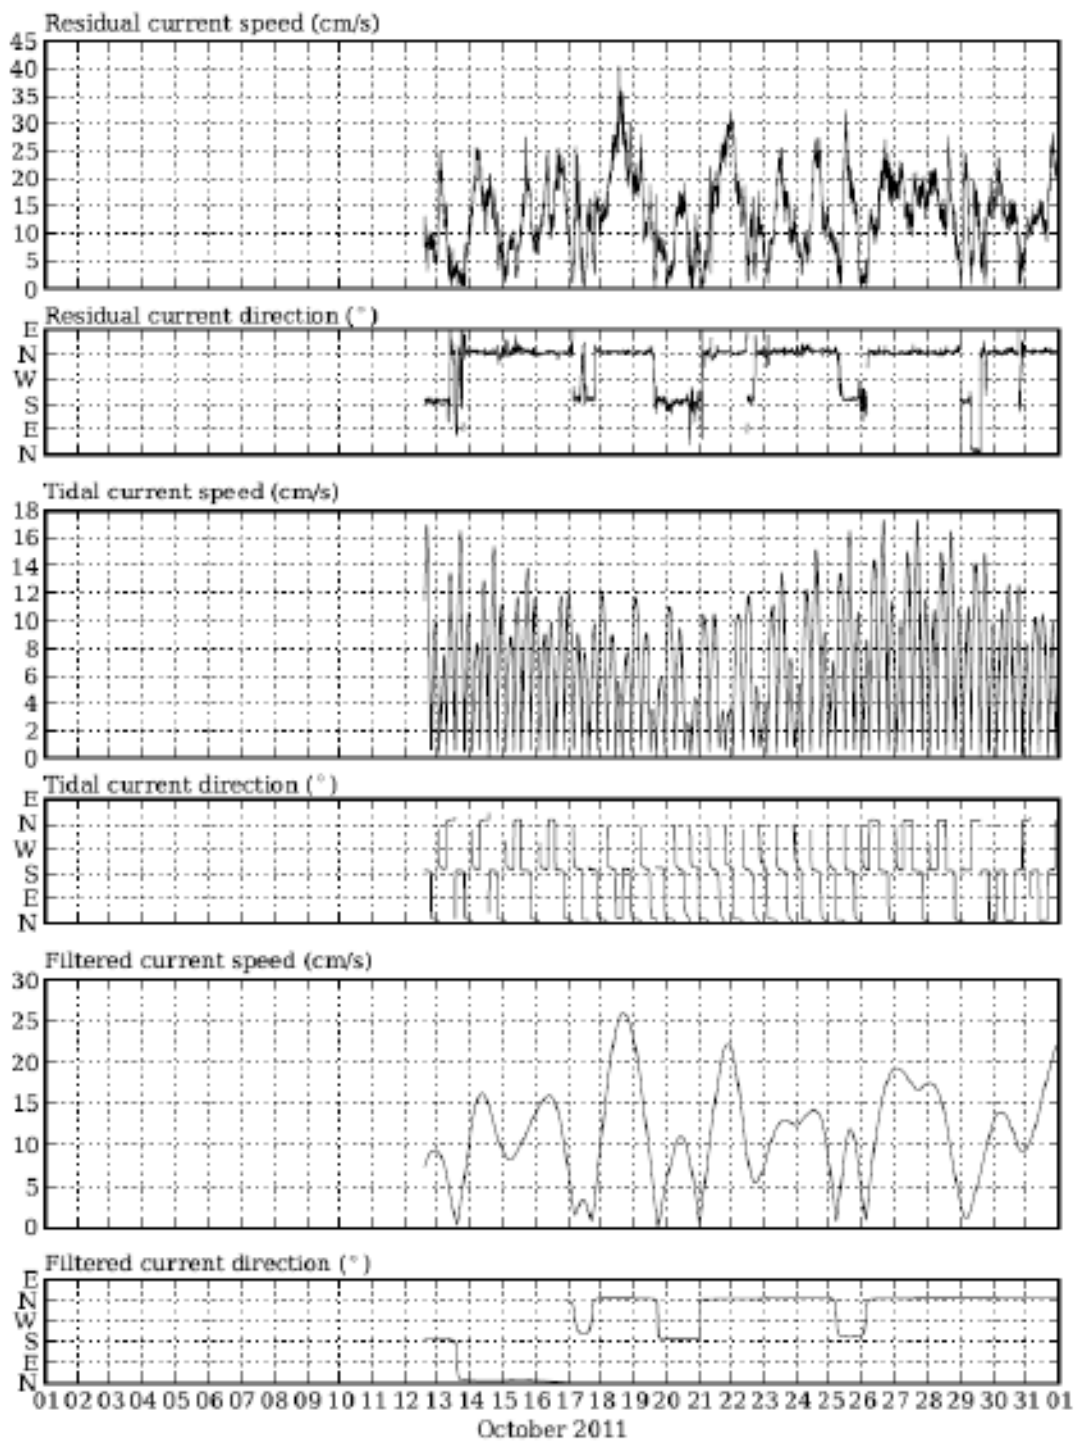 Residual current speed (cm/s)
45
40
35
30
25
20
15
10
5
0
Residual current direction (°)
E
N
W
S
E
N
Tidal current speed (cm/s)
18
16
14
12
10
8
6
4
2
0
Tidal current direction (°)
E
N
W
S
E
N
Filtered current speed (cm/s)
30
25
20
15
10
5
0
Filtered current direction (°)
E
N
W
S
E
N
01 02 03 04 05 06 07 08 09 10 11 12 13 14 15 16 17 18 19 20 21 22 23 24 25 26 27 28 29 30 31 01
October 2011